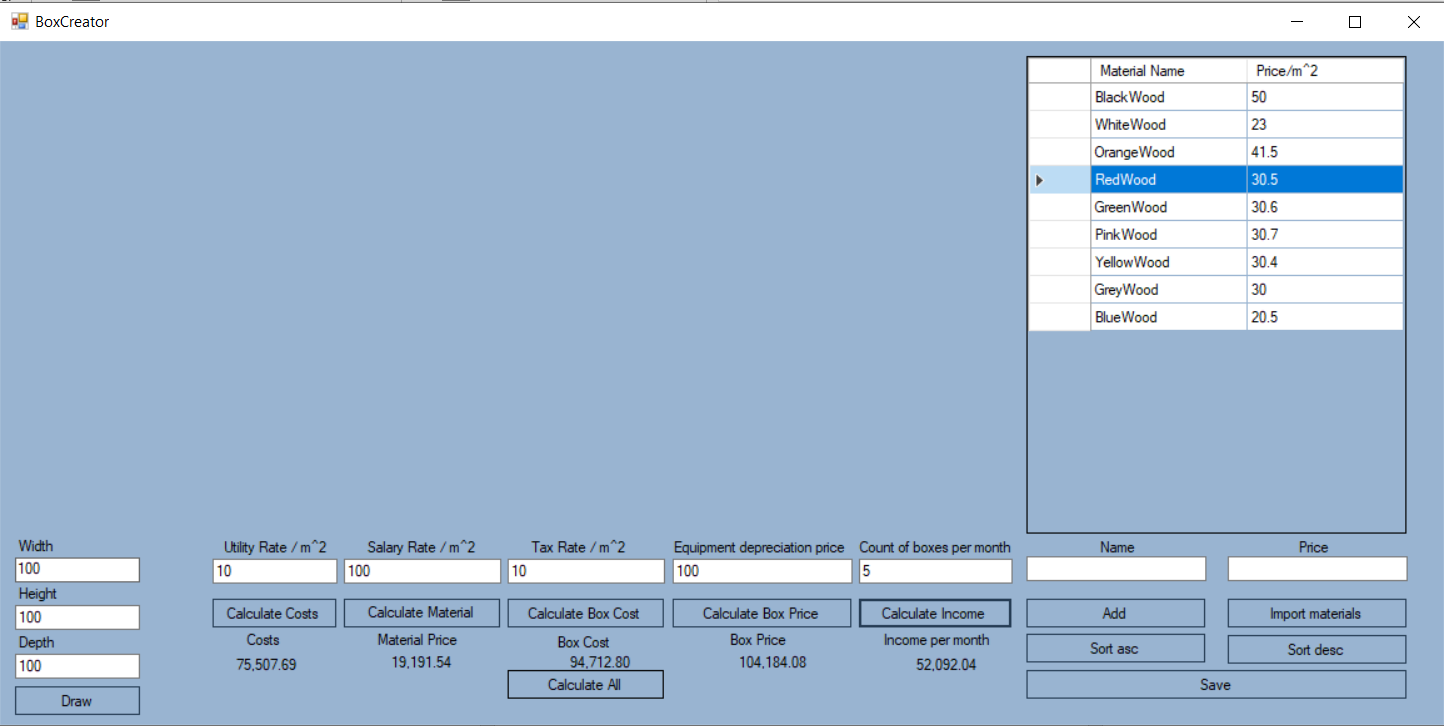 BoxCreator
Material Name Price/m^2
BlackWood 50
WhiteWood 23
OrangeWood 41.5
RedWood 30.5
GreenWood 30.6
PinkWood 30.7
YellowWood 30.4
GreyWood 30
BlueWood 20.5
Width
100
Height
100
Depth
100
Draw
Utility Rate / m^2 Salary Rate / m^2 Tax Rate / m^2 Equipment depreciation price Count of boxes per month
10 100 10 100 5
Calculate Costs Calculate Material Calculate Box Cost Calculate Box Price Calculate Income
Costs Material Price Box Cost Box Price Income per month
75,507.69 19,191.54 94,712.80 104,184.08 52,092.04
Calculate All
Name Price
Add Import materials
Sort asc Sort desc
Save